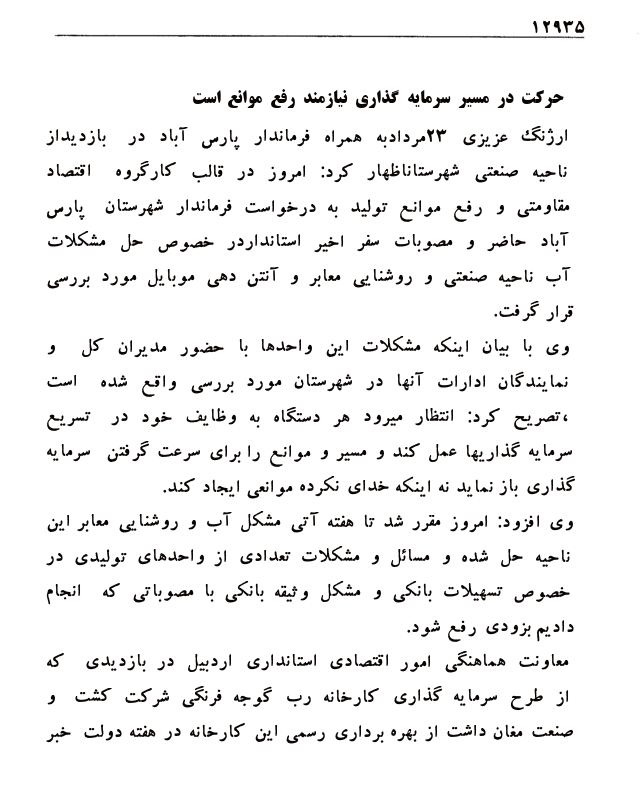 ۱۲۹۳۵
حرکت در مسیر سرمایه گذاری نیازمند رفع موانع است
ارژنگ عزیزی ۲۳مردادبه همراه فرماندار پارس آباد در بازدیداز
ناحیه صنعتی شهرستاناظهار کرد: امروز در قالب کارگروه اقتصاد
مقاومتی و رفع موانع تولید به درخواست فرماندار شهرستان پارس
آباد حاضر و مصوبات سفر اخیر استانداردر خصوص حل مشکلات
آب ناحیه صنعتی و روشنایی معابر و آنتن دهی موبایل مورد بررسی
قرار گرفت.
وی با بیان اینکه مشکلات این واحدها با حضور مدیران کل و
نمایندگان ادارات آنها در شهرستان مورد بررسی واقع شده است
،تصریح کرد: انتظار میرود هر دستگاه به وظایف خود در تسریع
سرمایه گذاریها عمل کند و مسیر و موانع را برای سرعت گرفتن سرمایه
گذاری باز نماید نه اینکه خدای نکرده موانعی ایجاد کند.
وی افزود: امروز مقرر شد تا هفته آتی مشکل آب و روشنایی معابر این
ناحیه حل شده و مسائل و مشکلات تعدادی از واحدهای تولیدی در
خصوص تسهیلات بانکی و مشکل وثیقه بانکی با مصوباتی که انجام
دادیم بزودی رفع شود.
معاونت هماهنگی امور اقتصادی استانداری اردبیل در بازدیدی که
از طرح سرمایه گذاری کارخانه رب گوجه فرنگی شرکت کشت و
صنعت مغان داشت از بهره برداری رسمی این کارخانه در هفته دولت خبر